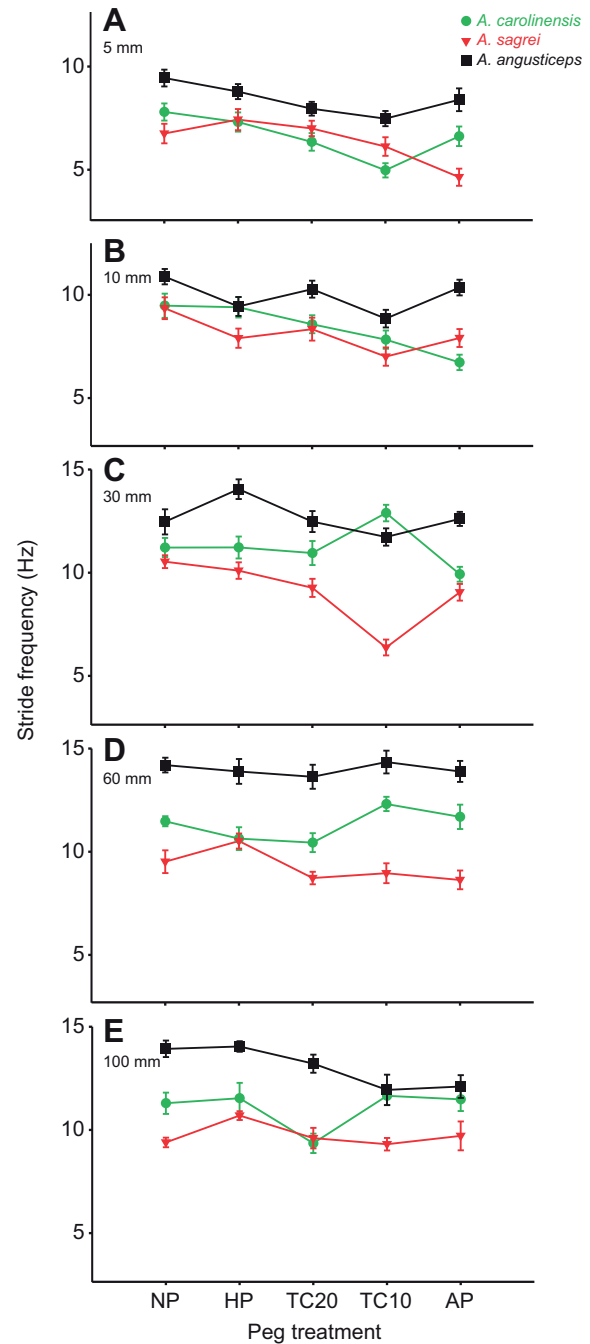 A
5 mm
A. carolinensis
A. sagrei
A. angusticeps
10
5
B
10 mm
10
5
C
30 mm
15
10
5
D
60 mm
15
10
5
E
100 mm
15
10
5
Stride frequency (Hz)
NP HP TC20 TC10 AP
Peg treatment